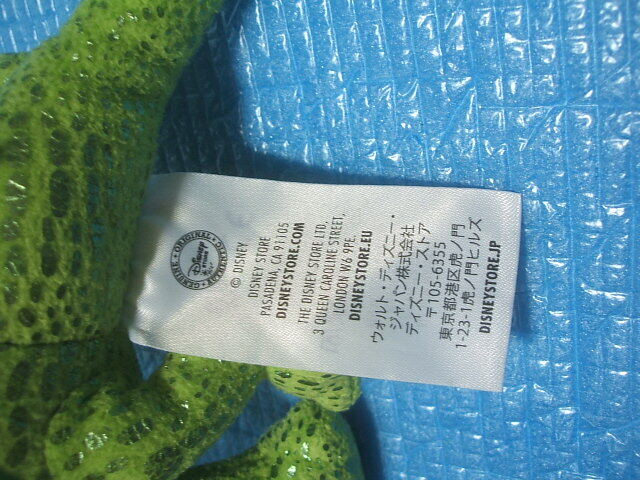 GENUINE · ORIGINAL · AUTHENTIC
Disney
STORE
© DISNEY
DISNEY STORE
PASADENA, CA 91105
DISNEYSTORE.COM
THE DISNEY STORE LTD.
3 QUEEN CAROLINE STREET,
LONDON W6 9PE.
DISNEYSTORE.EU
ウォルト・ディズニー・
ジャパン株式会社
ディズニー・ストア
〒105-6355
東京都港区虎ノ門
1-23-1虎ノ門ヒルズ
DISNEYSTORE.JP